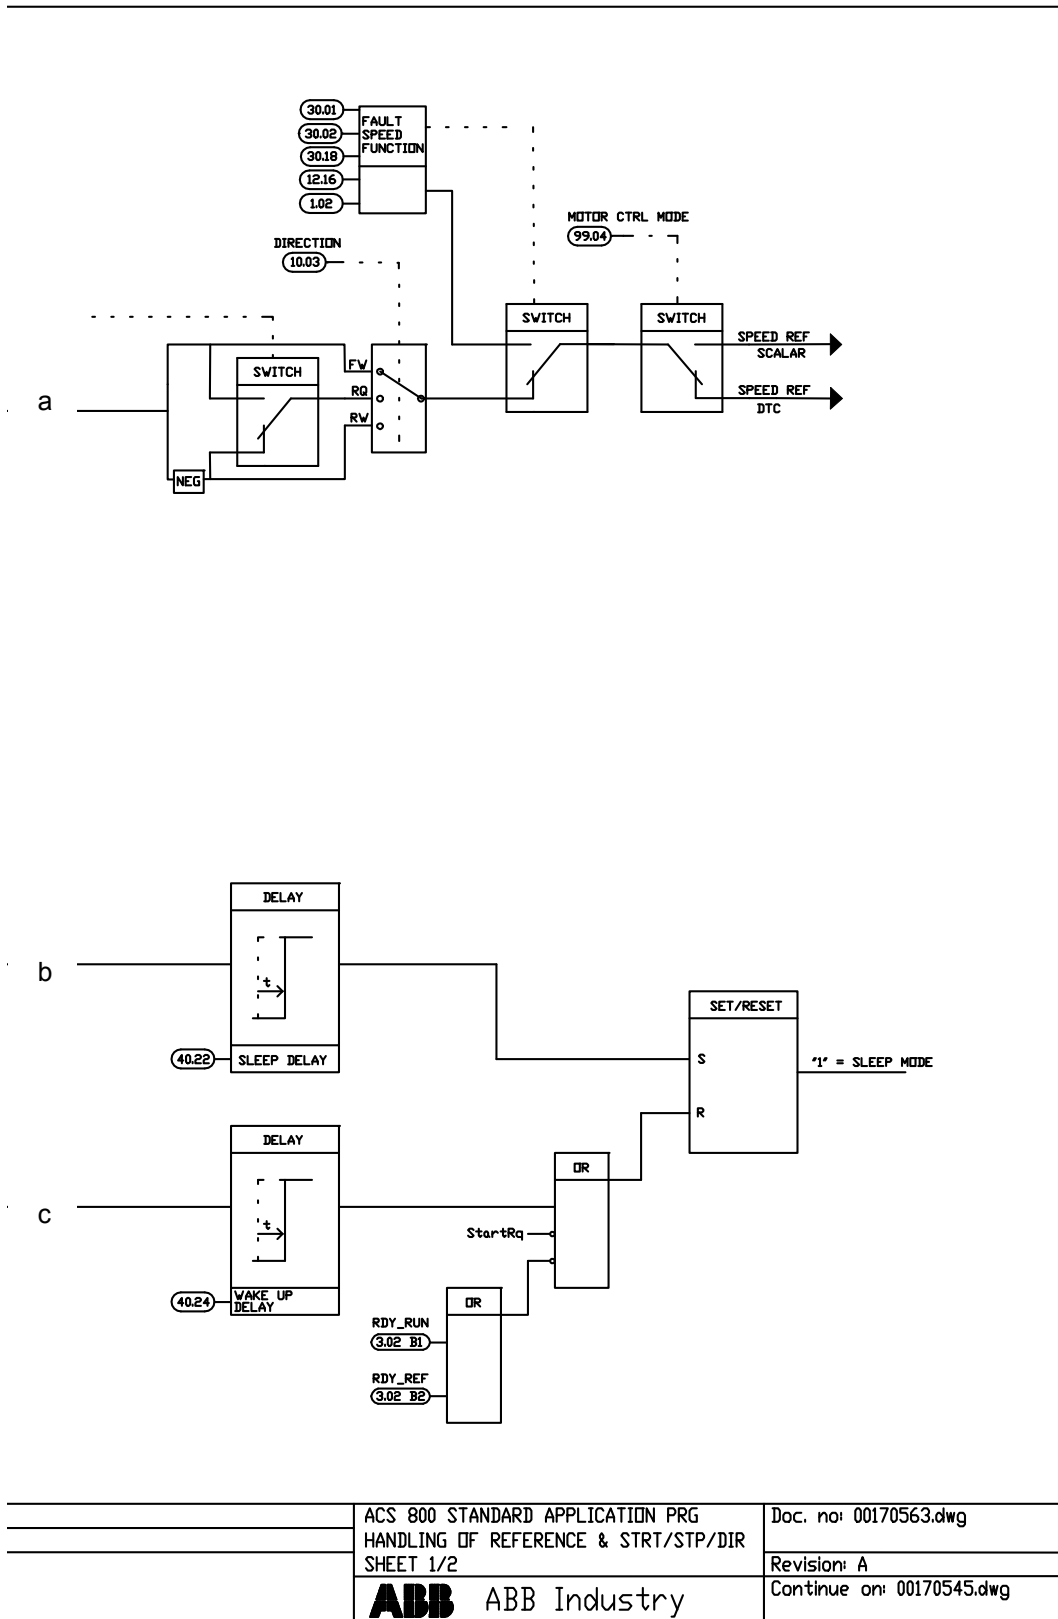 30.01
30.02
30.18
12.16
1.02
FAULT
SPEED
FUNCTION
MOTOR CTRL MODE
99.04
DIRECTION
10.03
SWITCH
SWITCH
SPEED REF
SCALAR
SPEED REF
DTC
SWITCH
FW
RQ
RW
a
NEG
DELAY
b
t
40.22
SLEEP DELAY
SET/RESET
S
R
"1" = SLEEP MODE
DELAY
c
t
40.24
WAKE UP
DELAY
OR
StartRq
OR
RDY_RUN
3.02 B1
RDY_REF
3.02 B2
ACS 800 STANDARD APPLICATION PRG
HANDLING OF REFERENCE & STRT/STP/DIR
SHEET 1/2
Doc. no: 00170563.dwg
Revision: A
ABB ABB Industry
Continue on: 00170545.dwg